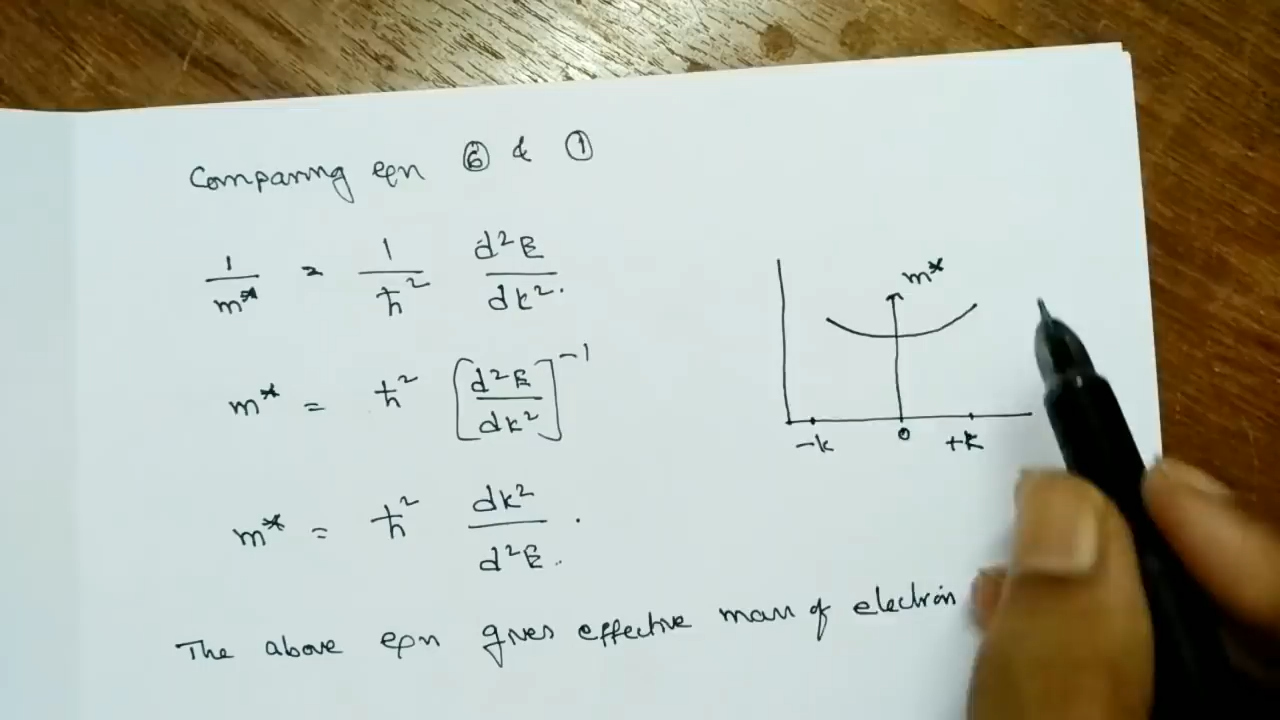 Comparing eqn ⑥ & ①
1/m* = 1/ħ² d²E/dk².
m* = ħ² [d²E/dk²]⁻¹
m* = ħ² dk²/d²E.
The above eqn gives effective mass of electron
m*
-k 0 +k